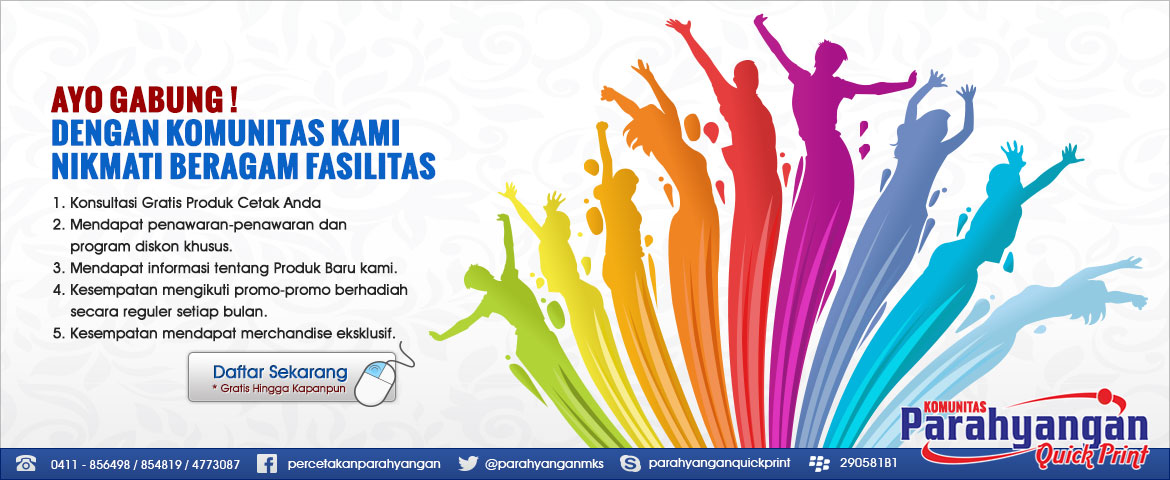 AYO GABUNG !
DENGAN KOMUNITAS KAMI
NIKMATI BERAGAM FASILITAS
1. Konsultasi Gratis Produk Cetak Anda
2. Mendapat penawaran-penawaran dan
program diskon khusus.
3. Mendapat informasi tentang Produk Baru kami.
4. Kesempatan mengikuti promo-promo berhadiah
secara reguler setiap bulan.
5. Kesempatan mendapat merchandise eksklusif.
Daftar Sekarang
* Gratis Hingga Kapanpun
KOMUNITAS
Parahyangan
Quick Print
0411 - 856498 / 854819 / 4773087 percetakanparahyangan @parahyanganmks parahyanganquickprint 290581B1